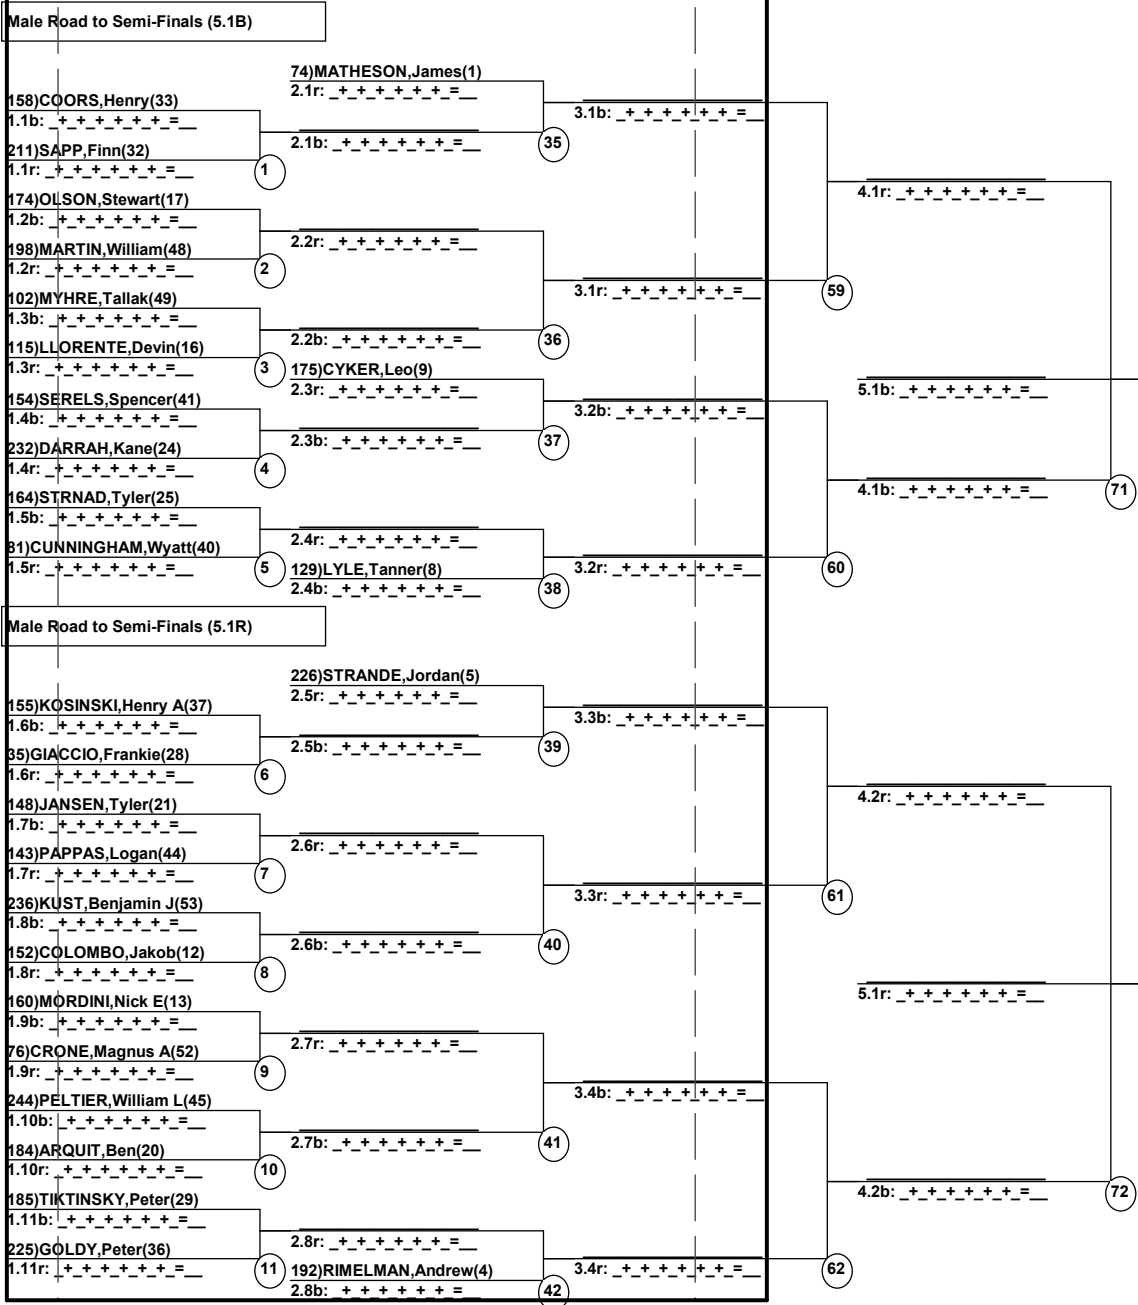 Male Road to Semi-Finals (5.1B)
74)MATHESON,James(1)
2.1r: _+_+_+_+_+_=__
158)COORS,Henry(33)
1.1b: _+_+_+_+_+_=__
3.1b: _+_+_+_+_+_=__
2.1b: _+_+_+_+_+_=__
35
211)SAPP,Finn(32)
1.1r: _+_+_+_+_+_=__
1
4.1r: _+_+_+_+_+_=__
174)OLSON,Stewart(17)
1.2b: _+_+_+_+_+_=__
2.2r: _+_+_+_+_+_=__
198)MARTIN,William(48)
1.2r: _+_+_+_+_+_=__
2
3.1r: _+_+_+_+_+_=__
59
102)MYHRE,Tallak(49)
1.3b: _+_+_+_+_+_=__
2.2b: _+_+_+_+_+_=__
36
115)LLORENTE,Devin(16)
1.3r: _+_+_+_+_+_=__
3
175)CYKER,Leo(9)
2.3r: _+_+_+_+_+_=__
5.1b: _+_+_+_+_+_=__
154)SERELS,Spencer(41)
1.4b: _+_+_+_+_+_=__
3.2b: _+_+_+_+_+_=__
2.3b: _+_+_+_+_+_=__
37
232)DARRAH,Kane(24)
1.4r: _+_+_+_+_+_=__
4
4.1b: _+_+_+_+_+_=__
71
164)STRNAD,Tyler(25)
1.5b: _+_+_+_+_+_=__
2.4r: _+_+_+_+_+_=__
81)CUNNINGHAM,Wyatt(40)
1.5r: _+_+_+_+_+_=__
5
129)LYLE,Tanner(8)
2.4b: _+_+_+_+_+_=__
38
3.2r: _+_+_+_+_+_=__
60
Male Road to Semi-Finals (5.1R)
226)STRANDE,Jordan(5)
2.5r: _+_+_+_+_+_=__
155)KOSINSKI,Henry A(37)
1.6b: _+_+_+_+_+_=__
3.3b: _+_+_+_+_+_=__
2.5b: _+_+_+_+_+_=__
39
35)GIACCIO,Frankie(28)
1.6r: _+_+_+_+_+_=__
6
4.2r: _+_+_+_+_+_=__
148)JANSEN,Tyler(21)
1.7b: _+_+_+_+_+_=__
2.6r: _+_+_+_+_+_=__
143)PAPPAS,Logan(44)
1.7r: _+_+_+_+_+_=__
7
3.3r: _+_+_+_+_+_=__
61
236)KUST,Benjamin J(53)
1.8b: _+_+_+_+_+_=__
2.6b: _+_+_+_+_+_=__
40
152)COLOMBO,Jakob(12)
1.8r: _+_+_+_+_+_=__
8
5.1r: _+_+_+_+_+_=__
160)MORDINI,Nick E(13)
1.9b: _+_+_+_+_+_=__
2.7r: _+_+_+_+_+_=__
76)CRONE,Magnus A(52)
1.9r: _+_+_+_+_+_=__
9
3.4b: _+_+_+_+_+_=__
244)PELTIER,William L(45)
1.10b: _+_+_+_+_+_=__
2.7b: _+_+_+_+_+_=__
41
184)ARQUIT,Ben(20)
1.10r: _+_+_+_+_+_=__
10
4.2b: _+_+_+_+_+_=__
72
185)TIKTINSKY,Peter(29)
1.11b: _+_+_+_+_+_=__
2.8r: _+_+_+_+_+_=__
225)GOLDY,Peter(36)
1.11r: _+_+_+_+_+_=__
11
192)RIMELMAN,Andrew(4)
2.8b: _+_+_+_+_+_=__
42
3.4r: _+_+_+_+_+_=__
62